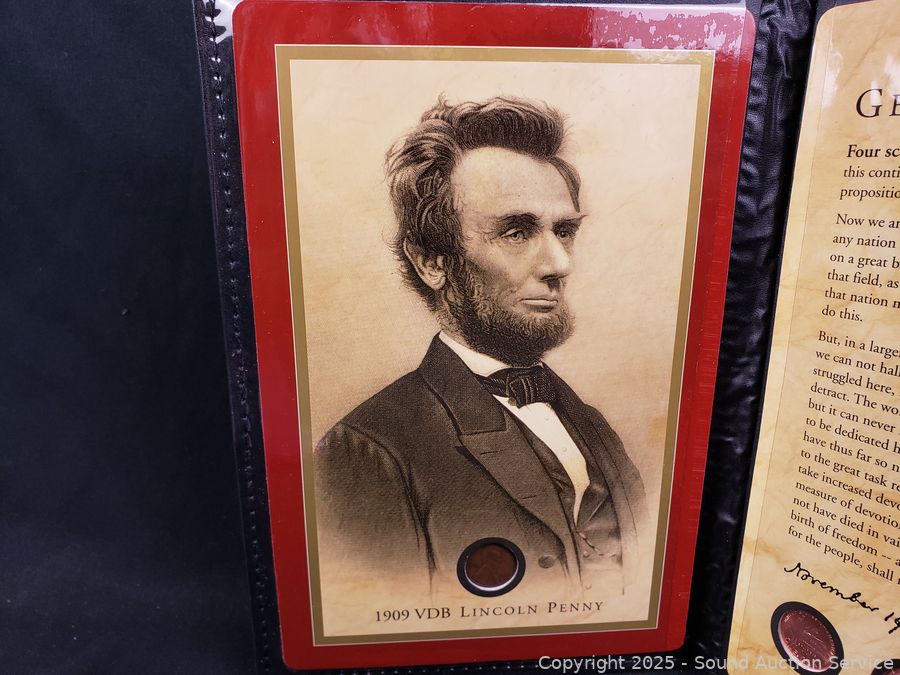 1909 VDB LINCOLN PENNY
GE
Four sc
this conti
propositio
Now we ar
any nation
on a great b
that field, as
that nation m
do this.
But, in a large
we can not hall
struggled here,
detract. The wo
but it can never
to be dedicated h
have thus far so n
to the great task re
take increased devo
measure of devotio
not have died in vai
birth of freedom -- a
for the people, shall
November 19
Copyright 2025 - Sound Auction Service